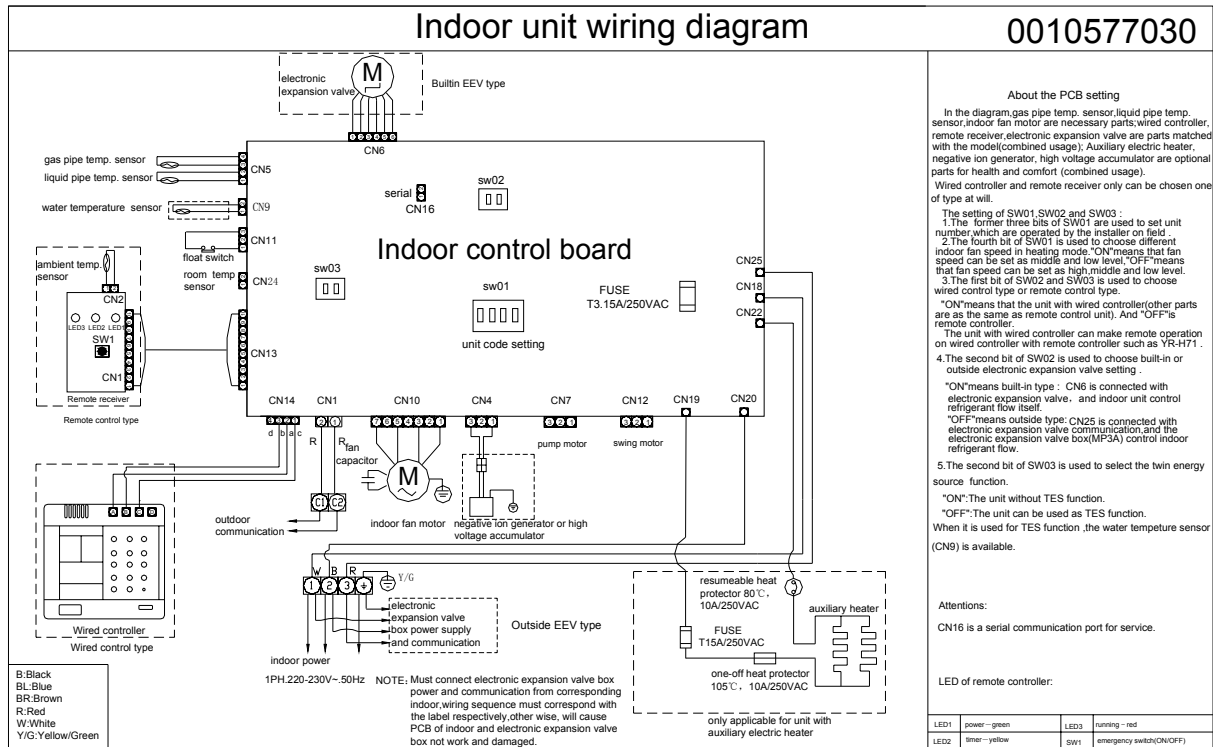 Indoor unit wiring diagram
0010577030
electronic
expansion valve
M
Builtin EEV type
CN6
gas pipe temp. sensor
liquid pipe temp. sensor
CN5
water temperature sensor
CN9
CN11
float switch
room temp
sensor
CN24
serial
CN16
sw02
Indoor control board
sw03
sw01
unit code setting
FUSE
T3.15A/250VAC
CN25
CN18
CN22
ambient temp.
sensor
CN2
LED3 LED2 LED1
SW1
CN1
Remote receiver
Remote control type
CN13
CN14
CN1
CN10
CN4
CN7
CN12
CN19
CN20
d b a c
2 1
7 6 5 4 3 2 1
3 2 1
3 2 1
3 2 1
pump motor
swing motor
R
R
fan
capacitor
M
C1 C2
outdoor
communication
indoor fan motor
negative ion generator or high
voltage accumulator
Wired controller
Wired control type
W B R
Y/G
1 2 3
electronic
expansion valve
box power supply
and communication
Outside EEV type
indoor power
1PH.220-230V~.50Hz
NOTE: Must connect electronic expansion valve box
power and communication from corresponding
indoor,wiring sequence must correspond with
the label respectively,other wise, will cause
PCB of indoor and electronic expansion valve
box not work and damaged.
resumeable heat
protector 80℃,
10A/250VAC
auxiliary heater
FUSE
T15A/250VAC
one-off heat protector
105℃, 10A/250VAC
only applicable for unit with
auxiliary electric heater
B:Black
BL:Blue
BR:Brown
R:Red
W:White
Y/G:Yellow/Green
About the PCB setting
In the diagram,gas pipe temp. sensor,liquid pipe temp.
sensor,indoor fan motor are necessary parts;wired controller,
remote receiver,electronic expansion valve are parts matched
with the model(combined usage); Auxiliary electric heater,
negative ion generator, high voltage accumulator are optional
parts for health and comfort (combined usage).
Wired controller and remote receiver only can be chosen one
of type at will.
The setting of SW01,SW02 and SW03 :
1.The former three bits of SW01 are used to set unit
number,which are operated by the installer on field .
2.The fourth bit of SW01 is used to choose different
indoor fan speed in heating mode."ON"means that fan
speed can be set as middle and low level,"OFF"means
that fan speed can be set as high,middle and low level.
3.The first bit of SW02 and SW03 is used to choose
wired control type or remote control type.
"ON"means that the unit with wired controller(other parts
are as the same as remote control unit). And "OFF"is
remote controller.
The unit with wired controller can make remote operation
on wired controller with remote controller such as YR-H71 .
4.The second bit of SW02 is used to choose built-in or
outside electronic expansion valve setting .
"ON"means built-in type : CN6 is connected with
electronic expansion valve, and indoor unit control
refrigerant flow itself.
"OFF"means outside type: CN25 is connected with
electronic expansion valve communication,and the
electronic expansion valve box(MP3A) control indoor
refrigerant flow.
5.The second bit of SW03 is used to select the twin energy
source function.
"ON":The unit without TES function.
"OFF":The unit can be used as TES function.
When it is used for TES function ,the water tempeture sensor
(CN9) is available.
Attentions:
CN16 is a serial communication port for service.
LED of remote controller:
LED1 power－green LED3 running－red
LED2 timer－yellow SW1 emergency switch(ON/OFF)